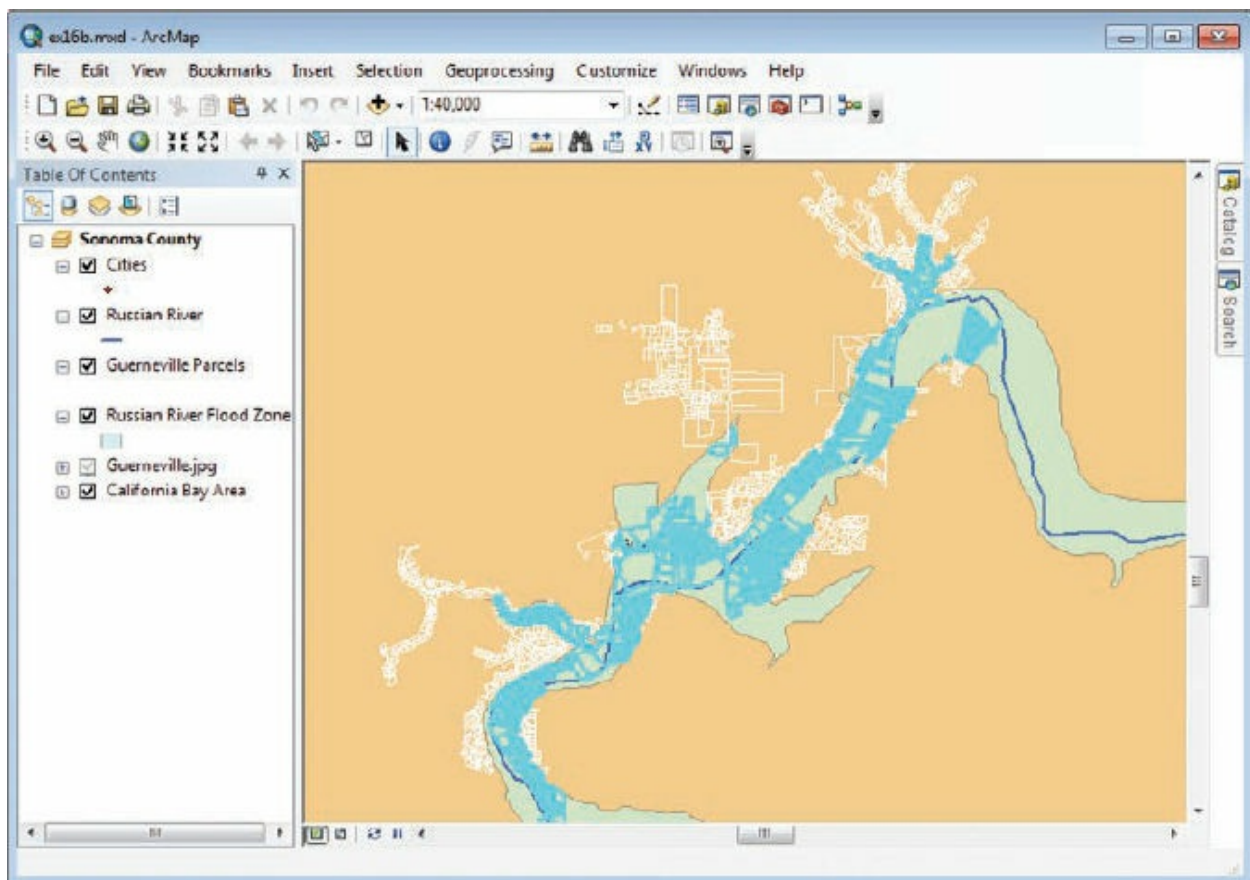 ex16b.mxd - ArcMap
File Edit View Bookmarks Insert Selection Geoprocessing Customize Windows Help
1:40,000
Table Of Contents
Sonoma County
Cities
Russian River
Guerneville Parcels
Russian River Flood Zone
Guerneville.jpg
California Bay Area
Catalog
Search